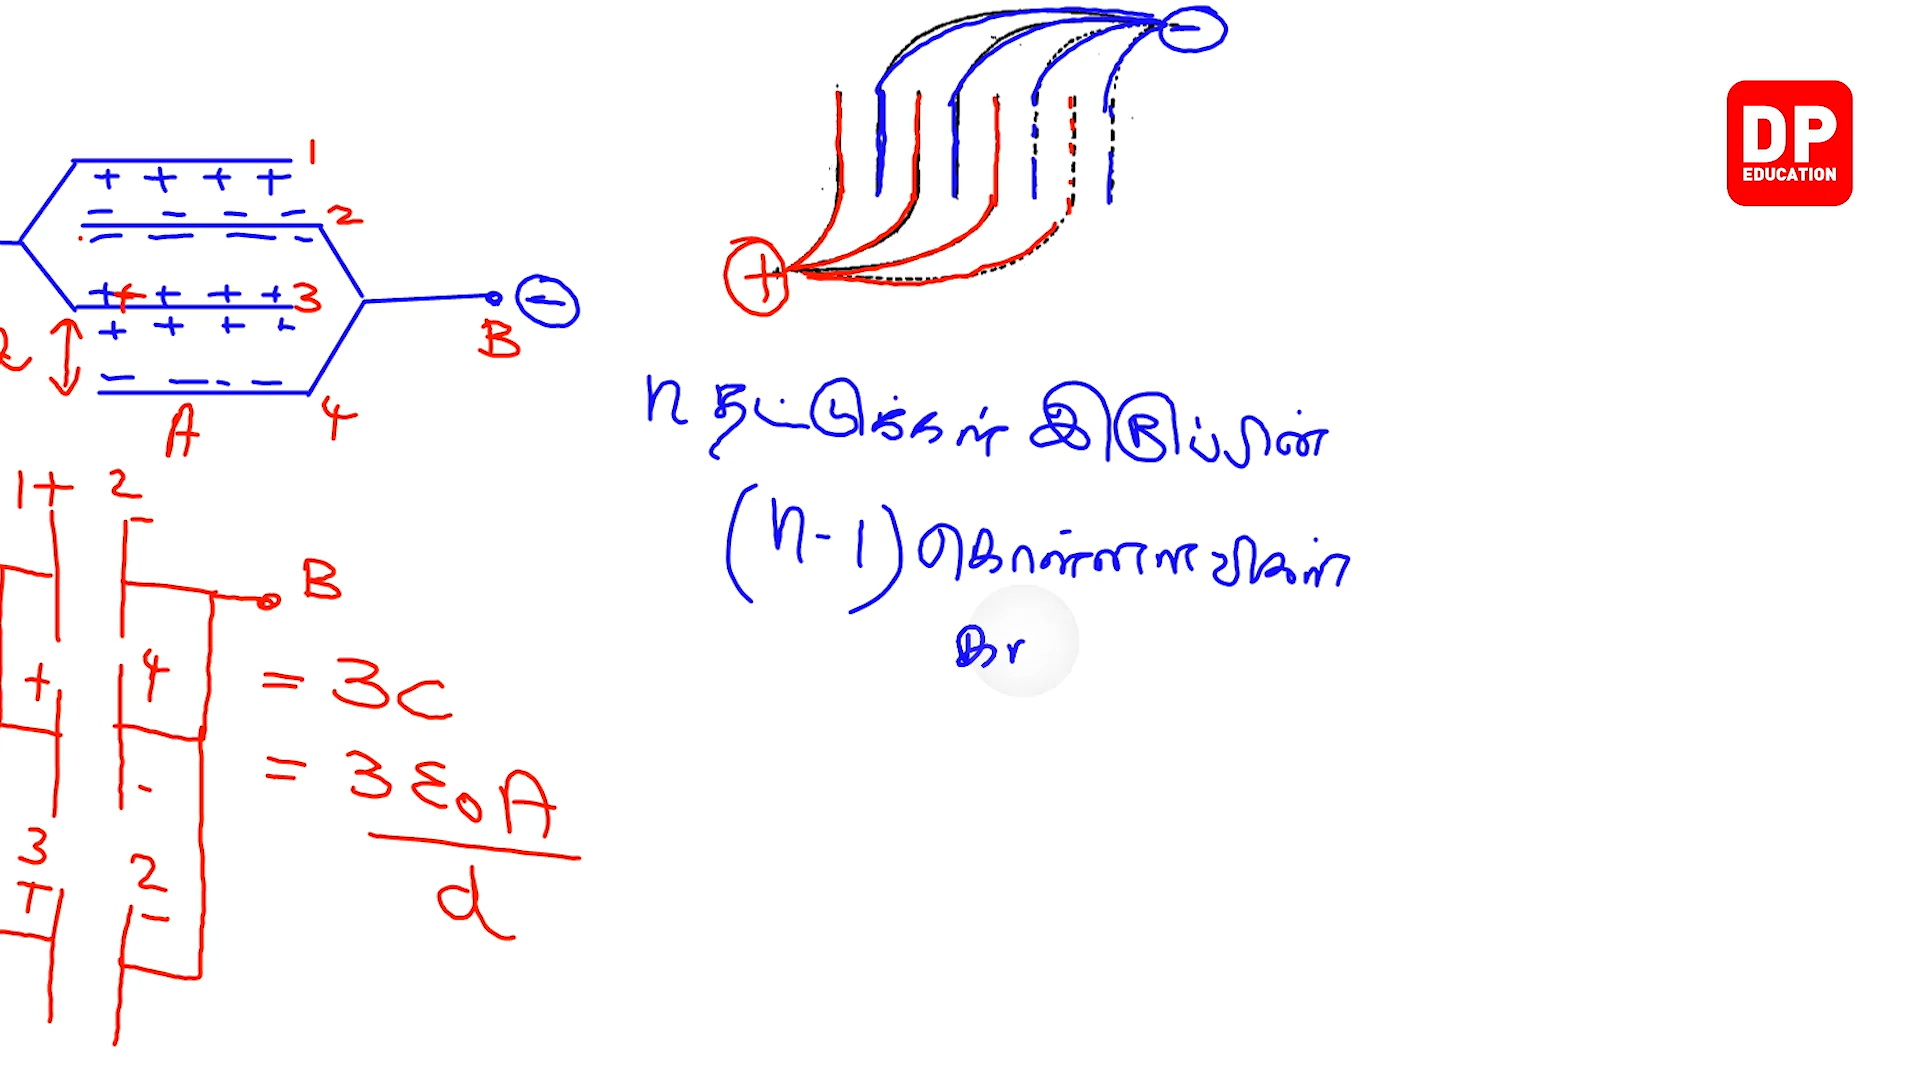 1
+ + + +
- - - -
2
- - - -
+ + + + +
3
+ + + +
- - - - -
A
4
B
-
1 +
2
-
B
+
4
-
3
2
-
= 3C
= 3 ε₀ A
d
-
+
n தட்டுக்கள் இருப்பின்
(n-1) கொள்ளளவிகள்
கா
DP
EDUCATION